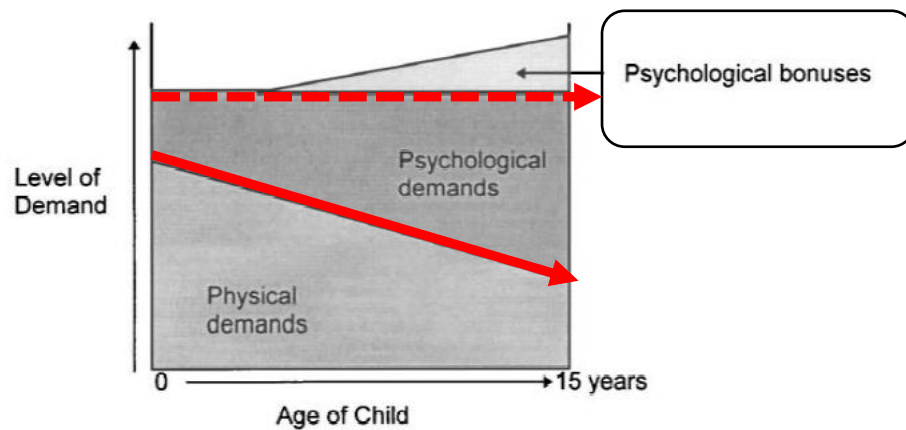 Psychological bonuses
Psychological
demands
Level of
Demand
Physical
demands
0
15 years
Age of Child